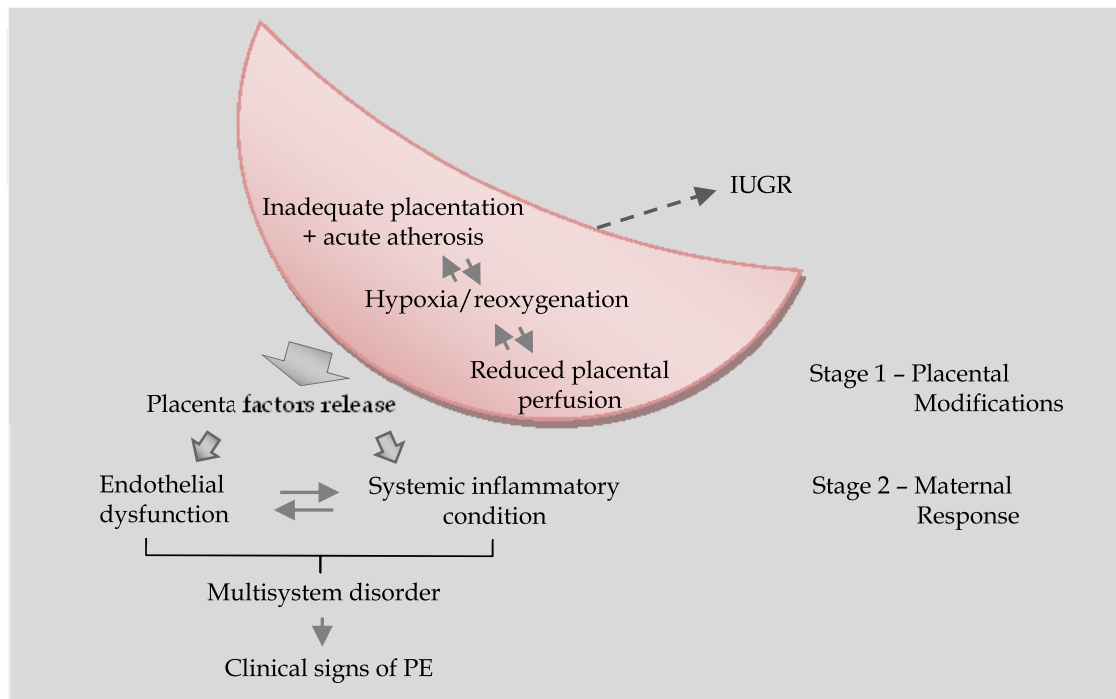 IUGR
Inadequate placentation
+ acute atherosis
Hypoxia/reoxygenation
Reduced placental
perfusion
Stage 1 – Placental
Modifications
Placenta factors release
Endothelial
dysfunction
Systemic inflammatory
condition
Stage 2 – Maternal
Response
Multisystem disorder
Clinical signs of PE